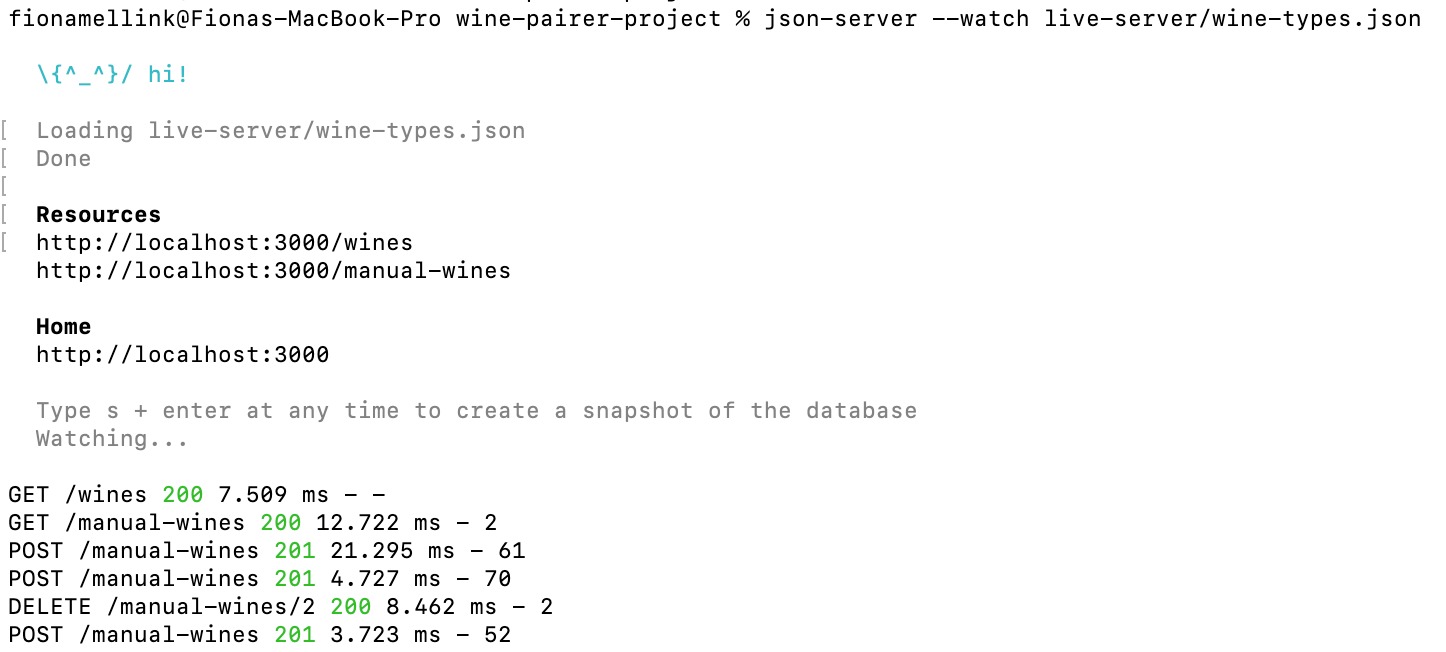 fionamellink@Fionas-MacBook-Pro wine-pairer-project % json-server --watch live-server/wine-types.json
\{^_^}/ hi!
[ Loading live-server/wine-types.json
[ Done
[
[ Resources
[ http://localhost:3000/wines
http://localhost:3000/manual-wines
Home
http://localhost:3000
Type s + enter at any time to create a snapshot of the database
Watching...
GET /wines 200 7.509 ms - -
GET /manual-wines 200 12.722 ms - 2
POST /manual-wines 201 21.295 ms - 61
POST /manual-wines 201 4.727 ms - 70
DELETE /manual-wines/2 200 8.462 ms - 2
POST /manual-wines 201 3.723 ms - 52